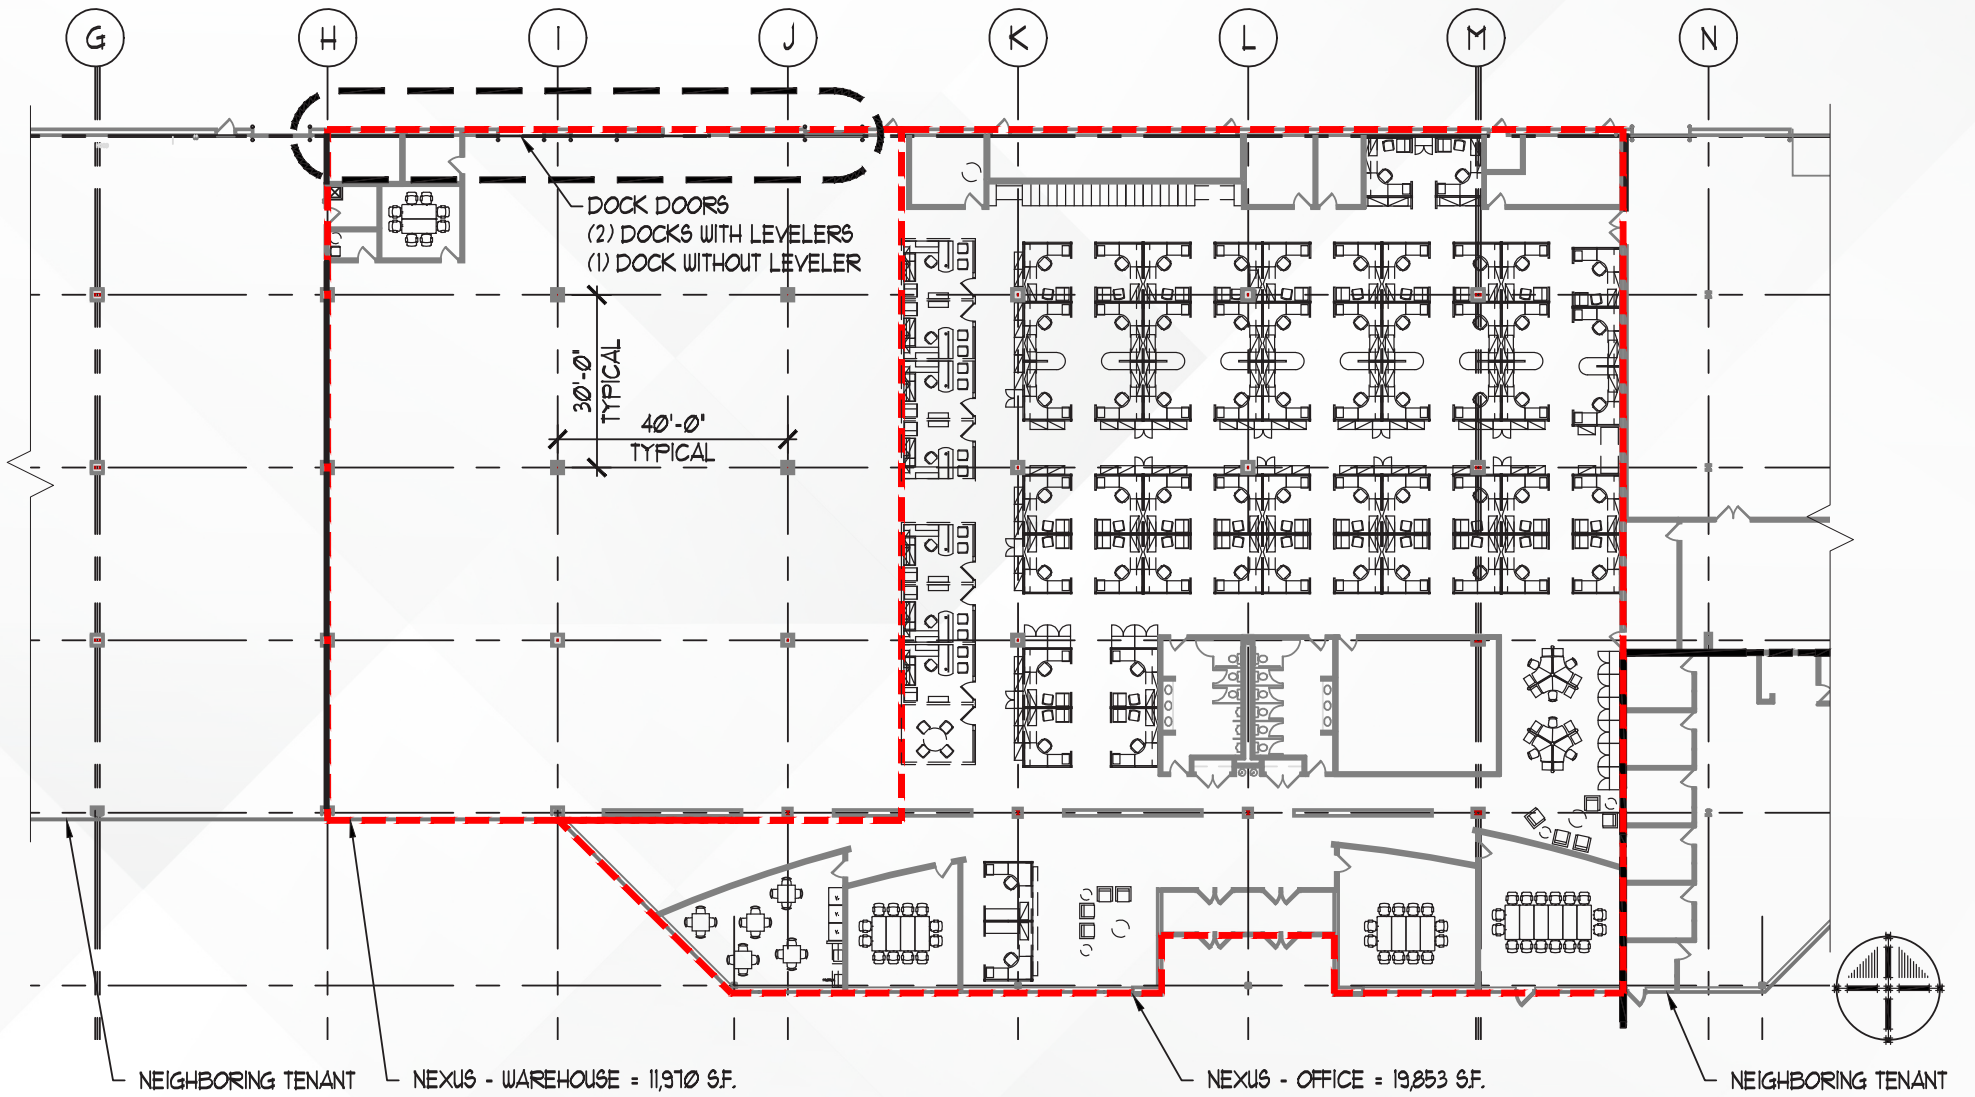 G H I J K L M N
DOCK DOORS
(2) DOCKS WITH LEVELERS
(1) DOCK WITHOUT LEVELER
30'-0"
TYPICAL
40'-0"
TYPICAL
NEIGHBORING TENANT
NEXUS - WAREHOUSE = 11,970 S.F.
NEXUS - OFFICE = 19,853 S.F.
NEIGHBORING TENANT